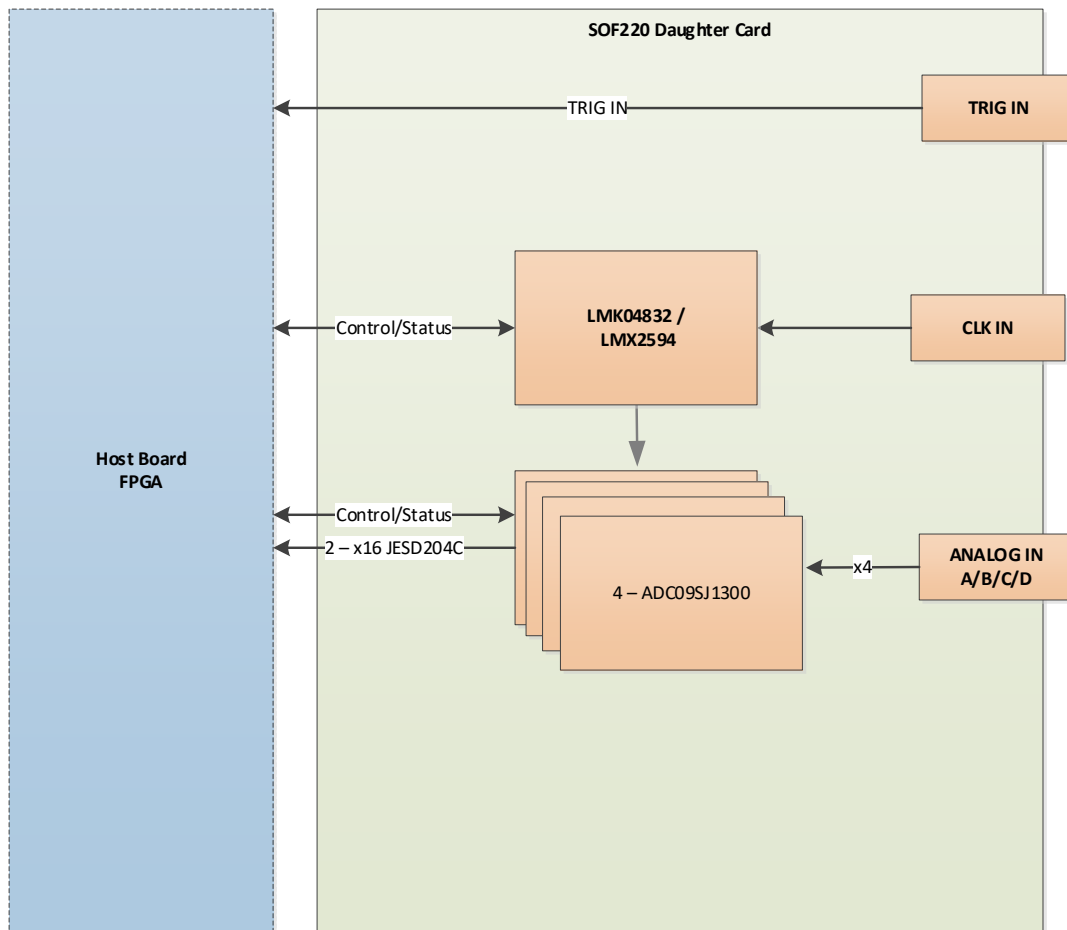 SOF220 Daughter Card
TRIG IN
TRIG IN
LMK04832 /
LMX2594
Control/Status
CLK IN
Host Board
FPGA
Control/Status
2 – x16 JESD204C
4 – ADC09SJ1300
x4
ANALOG IN
A/B/C/D